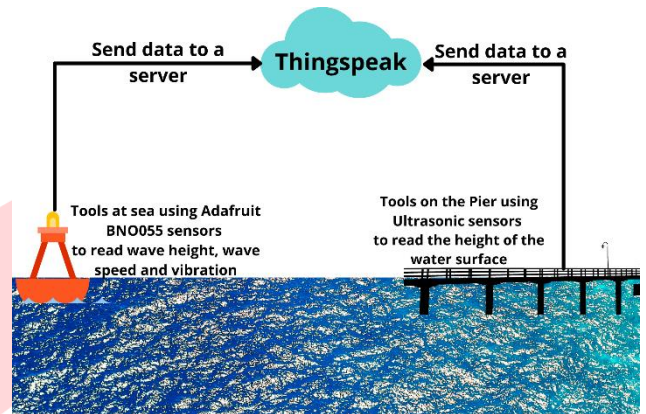 Send data to a
server
Thingspeak
Send data to a
server
Tools at sea using Adafruit
BNO055 sensors
to read wave height, wave
speed and vibration
Tools on the Pier using
Ultrasonic sensors
to read the height of the
water surface